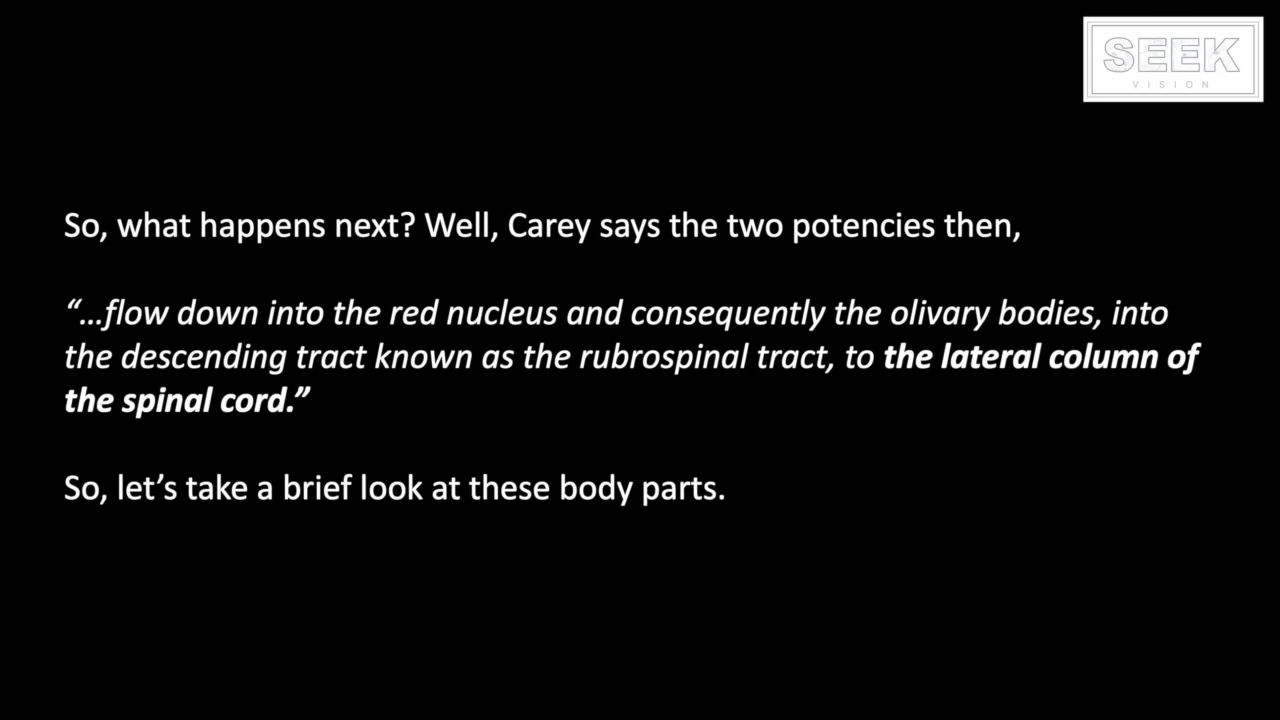 SEEK
VISION
So, what happens next? Well, Carey says the two potencies then,
“…flow down into the red nucleus and consequently the olivary bodies, into
the descending tract known as the rubrospinal tract, to the lateral column of
the spinal cord.”
So, let’s take a brief look at these body parts.